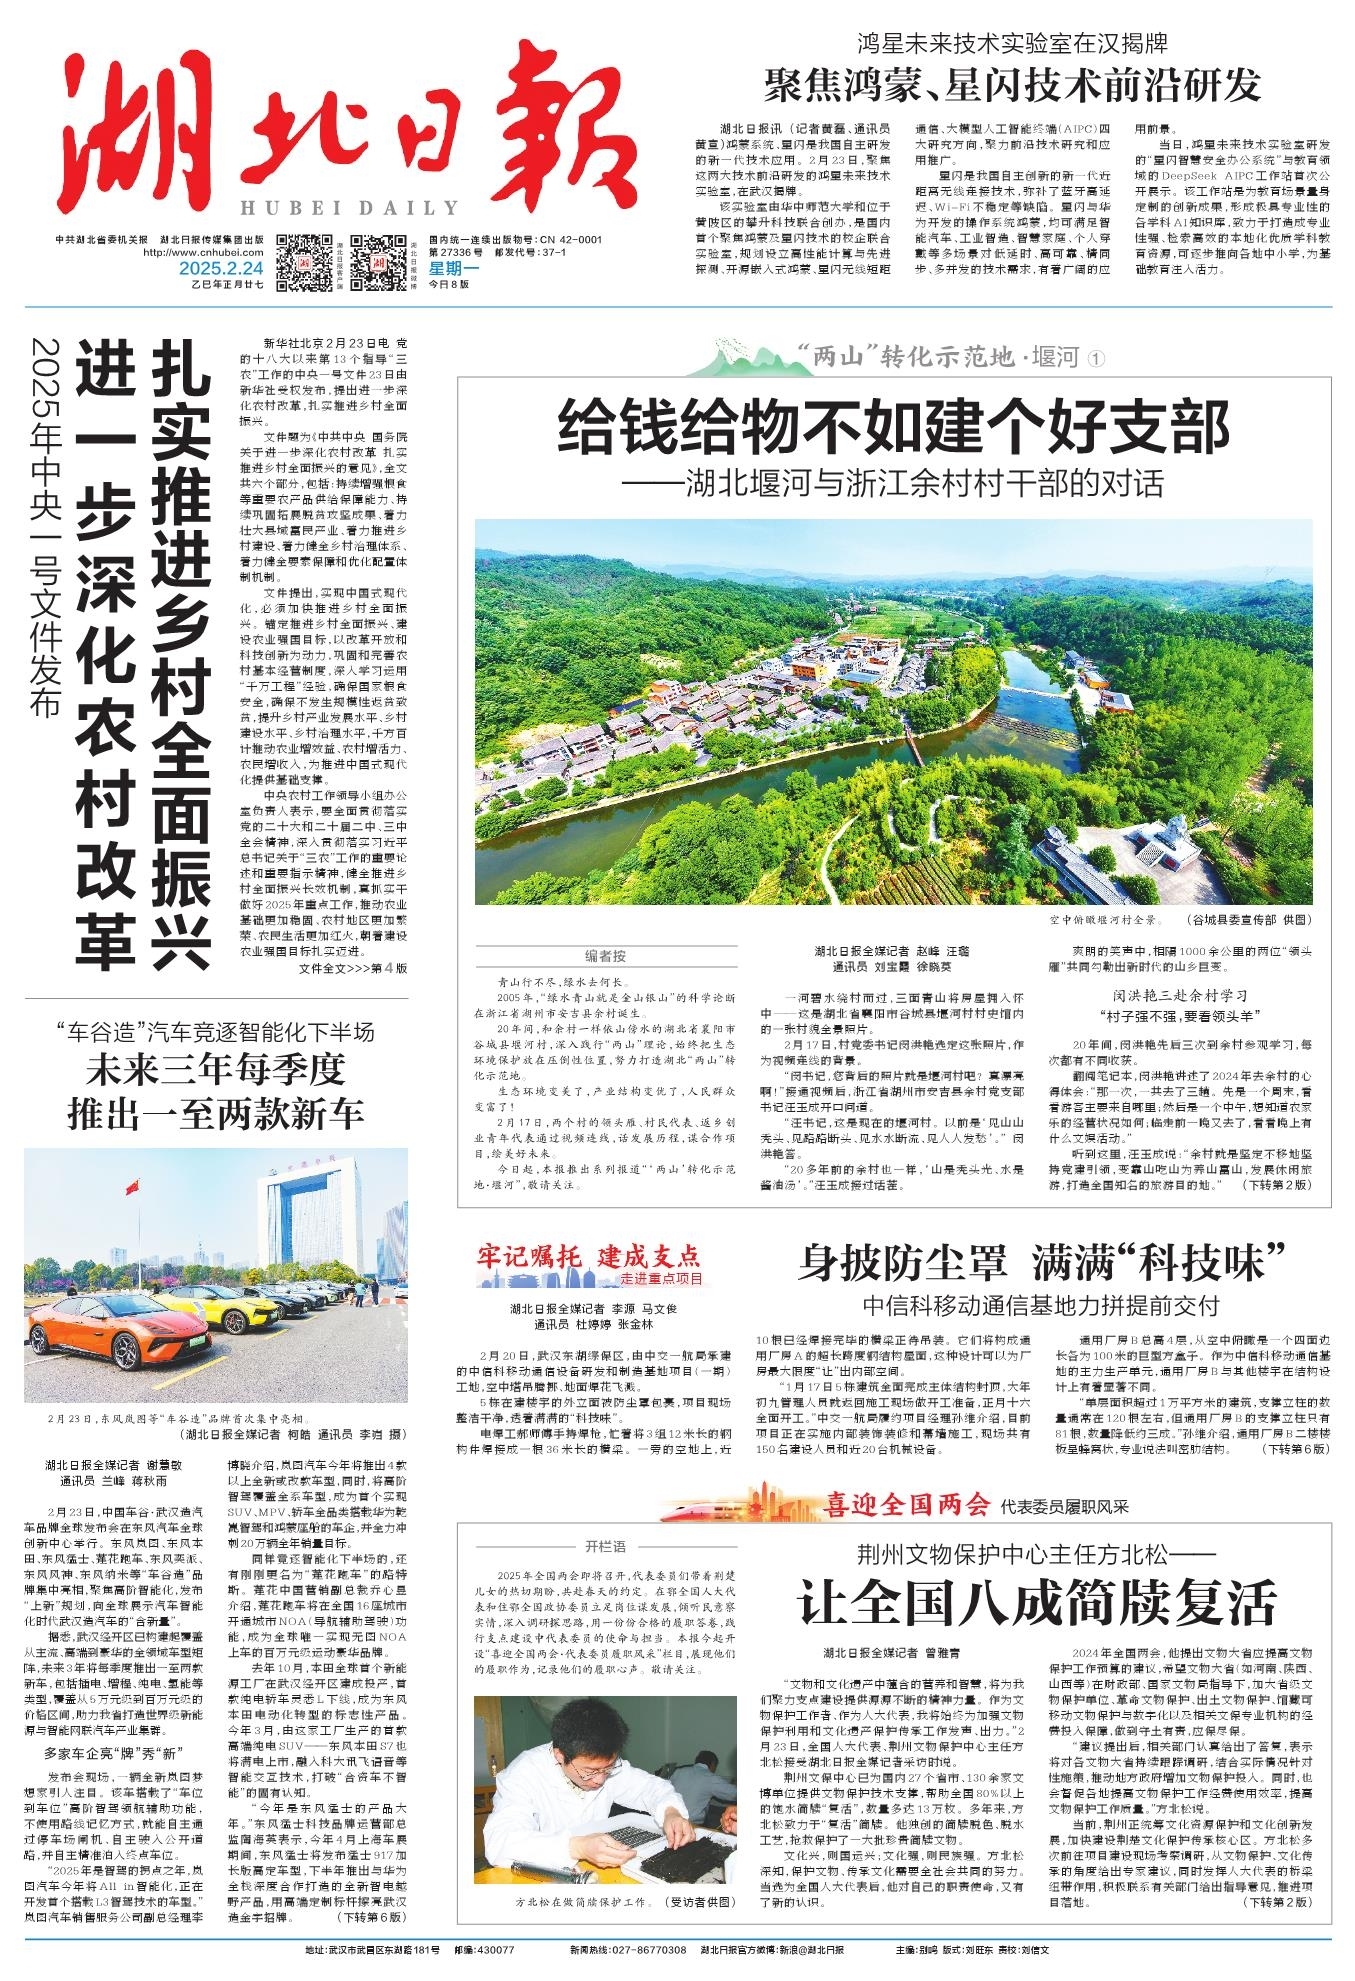 湖北日報
HUBEI DAILY
中共湖北省委机关报 湖北日报传媒集团出版
http://www.cnhubei.com
2025.2.24
乙巳年正月廿七
湖北日报客户端
湖北日报微博
国内统一连续出版物号:CN 42-0001
第27336号 邮发代号:37-1
星期一
今日8版
鸿星未来技术实验室在汉揭牌
聚焦鸿蒙、星闪技术前沿研发
湖北日报讯(记者黄磊、通讯员
黄宣)鸿蒙系统、星闪是我国自主研发
的新一代技术应用。2月23日,聚焦
这两大技术前沿研发的鸿星未来技术
实验室,在武汉揭牌。
该实验室由华中师范大学和位于
黄陂区的攀升科技联合创办,是国内
首个聚焦鸿蒙及星闪技术的校企联合
实验室,规划设立高性能计算与先进
探测、开源嵌入式鸿蒙、星闪无线短距
通信、大模型人工智能终端(AIPC)四
大研究方向,聚力前沿技术研究和应
用推广。
星闪是我国自主创新的新一代近
距离无线连接技术,弥补了蓝牙高延
迟、Wi-Fi不稳定等缺陷。星闪与华
为开发的操作系统鸿蒙,均可满足智
能汽车、工业智造、智慧家庭、个人穿
戴等多场景对低延时、高可靠、精同
步、多并发的技术需求,有着广阔的应
用前景。
当日,鸿星未来技术实验室研发
的“星闪智慧安全办公系统”与教育领
域的DeepSeek AIPC工作站首次公
开展示。该工作站是为教育场景量身
定制的创新成果,形成极具专业性的
各学科AI知识库,致力于打造成专业
性强、检索高效的本地化优质学科教
育资源,可逐步推向各地中小学,为基
础教育注入活力。
2025年中央一号文件发布
进一步深化农村改革
扎实推进乡村全面振兴
新华社北京2月23日电 党
的十八大以来第13个指导“三
农”工作的中央一号文件23日由
新华社受权发布,提出进一步深
化农村改革,扎实推进乡村全面
振兴。
文件题为《中共中央 国务院
关于进一步深化农村改革 扎实
推进乡村全面振兴的意见》,全文
共六个部分,包括:持续增强粮食
等重要农产品供给保障能力、持
续巩固拓展脱贫攻坚成果、着力
壮大县域富民产业、着力推进乡
村建设、着力健全乡村治理体系、
着力健全要素保障和优化配置体
制机制。
文件提出,实现中国式现代
化,必须加快推进乡村全面振
兴。锚定推进乡村全面振兴、建
设农业强国目标,以改革开放和
科技创新为动力,巩固和完善农
村基本经营制度,深入学习运用
“千万工程”经验,确保国家粮食
安全,确保不发生规模性返贫致
贫,提升乡村产业发展水平、乡村
建设水平、乡村治理水平,千方百
计推动农业增效益、农村增活力、
农民增收入,为推进中国式现代
化提供基础支撑。
中央农村工作领导小组办公
室负责人表示,要全面贯彻落实
党的二十大和二十届二中、三中
全会精神,深入贯彻落实习近平
总书记关于“三农”工作的重要论
述和重要指示精神,健全推进乡
村全面振兴长效机制,真抓实干
做好2025年重点工作,推动农业
基础更加稳固、农村地区更加繁
荣、农民生活更加红火,朝着建设
农业强国目标扎实迈进。
文件全文>>>第4版
“两山”转化示范地·堰河①
给钱给物不如建个好支部
——湖北堰河与浙江余村村干部的对话
空中俯瞰堰河村全景。 (谷城县委宣传部 供图)
编者按
青山行不尽,绿水去何长。
2005年,“绿水青山就是金山银山”的科学论断
在浙江省湖州市安吉县余村诞生。
20年间,和余村一样依山傍水的湖北省襄阳市
谷城县堰河村,深入践行“两山”理论,始终把生态
环境保护放在压倒性位置,努力打造湖北“两山”转
化示范地。
生态环境变美了,产业结构变优了,人民群众
变富了!
2月17日,两个村的领头雁、村民代表、返乡创
业青年代表通过视频连线,话发展历程,谋合作项
目,绘美好未来。
今日起,本报推出系列报道“‘两山’转化示范
地·堰河”,敬请关注。
湖北日报全媒记者 赵峰 汪璐
通讯员 刘宝霞 徐晓英
一河碧水绕村而过,三面青山将房屋拥入怀
中——这是湖北省襄阳市谷城县堰河村村史馆内
的一张村貌全景照片。
2月17日,村党委书记闵洪艳选定这张照片,作
为视频连线的背景。
“闵书记,您背后的照片就是堰河村吧?真漂亮
啊!”接通视频后,浙江省湖州市安吉县余村党支部
书记汪玉成开口问道。
“汪书记,这是现在的堰河村。以前是‘见山山
秃头、见路路断头、见水水断流、见人人发愁’。”闵
洪艳答。
“20多年前的余村也一样,‘山是秃头光、水是
酱油汤’。”汪玉成接过话茬。
爽朗的笑声中,相隔1000余公里的两位“领头
雁”共同勾勒出新时代的山乡巨变。
闵洪艳三赴余村学习
“村子强不强,要看领头羊”
20年间,闵洪艳先后三次到余村参观学习,每
次都有不同收获。
翻阅笔记本,闵洪艳讲述了2024年去余村的心
得体会:“那一次,一共去了三趟。先是一个周末,看
看游客主要来自哪里;然后是一个中午,想知道农家
乐的经营状况如何;临走前一晚又去了,看看晚上有
什么文娱活动。”
听到这里,汪玉成说:“余村就是坚定不移地坚
持党建引领,变靠山吃山为养山富山,发展休闲旅
游,打造全国知名的旅游目的地。” (下转第2版)
“车谷造”汽车竞逐智能化下半场
未来三年每季度
推出一至两款新车
2月23日,东风岚图等“车谷造”品牌首次集中亮相。
(湖北日报全媒记者 柯皓 通讯员 李岿 摄)
湖北日报全媒记者 谢慧敏
通讯员 兰峰 蒋秋雨
2月23日,中国车谷·武汉造汽
车品牌全球发布会在东风汽车全球
创新中心举行。东风岚图、东风本
田、东风猛士、莲花跑车、东风奕派、
东风风神、东风纳米等“车谷造”品
牌集中亮相,聚焦高阶智能化,发布
“上新”规划,向全球展示汽车智能
化时代武汉造汽车的“含新量”。
据悉,武汉经开区已构建起覆盖
从主流、高端到豪华的全领域车型矩
阵,未来3年将每季度推出一至两款
新车,包括插电、增程、纯电、氢能等
类型,覆盖从5万元级到百万元级的
价格区间,助力我省打造世界级新能
源与智能网联汽车产业集群。
多家车企亮“牌”秀“新”
发布会现场,一辆全新岚图梦
想家引人注目。该车搭载了“车位
到车位”高阶智驾领航辅助功能,
不使用路线记忆方式,就能自主通
过停车场闸机、自主驶入公开道
路,并自主精准泊入终点车位。
“2025年是智驾的拐点之年,岚
图汽车今年将All in智能化,正在
开发首个搭载L3智驾技术的车型。”
岚图汽车销售服务公司副总经理李
博晓介绍,岚图汽车今年将推出4款
以上全新或改款车型,同时,将高阶
智驾覆盖全系车型,成为首个实现
SUV、MPV、轿车全品类搭载华为乾
崑智驾和鸿蒙座舱的车企,并全力冲
刺20万辆全年销量目标。
同样竞逐智能化下半场的,还
有刚刚更名为“莲花跑车”的路特
斯。莲花中国营销副总裁乔心昱
介绍,莲花跑车将在全国16座城市
开通城市NOA(导航辅助驾驶)功
能,成为全球唯一实现无图NOA
上车的百万元级运动豪华品牌。
去年10月,本田全球首个新能
源工厂在武汉经开区建成投产,首
款纯电轿车灵悉L下线,成为东风
本田电动化转型的标志性产品。
今年3月,由这家工厂生产的首款
高端纯电SUV——东风本田S7也
将满电上市,融入科大讯飞语音等
智能交互技术,打破“合资车不智
能”的固有认知。
“今年是东风猛士的产品大
年。”东风猛士科技品牌运营部总
监隋海英表示,今年4月上海车展
期间,东风猛士将发布猛士917加
长版高定车型,下半年推出与华为
全栈深度合作打造的全新智电越
野产品,用高端定制标杆擦亮武汉
造金字招牌。 (下转第6版)
牢记嘱托 建成支点
走进重点项目
身披防尘罩 满满“科技味”
中信科移动通信基地力拼提前交付
湖北日报全媒记者 李源 马文俊
通讯员 杜婷婷 张金林
2月20日,武汉东湖综保区,由中交一航局承建
的中信科移动通信设备研发和制造基地项目(一期)
工地,空中塔吊腾挪、地面焊花飞溅。
5栋在建楼宇的外立面被防尘罩包裹,项目现场
整洁干净,透着满满的“科技味”。
电焊工郝师傅手持焊枪,忙着将3组12米长的钢
构件焊接成一根36米长的横梁。一旁的空地上,近
10根已经焊接完毕的横梁正待吊装。它们将构成通
用厂房A的超长跨度钢结构屋面,这种设计可以为厂
房最大限度“让”出内部空间。
“1月17日5栋建筑全面完成主体结构封顶,大年
初九管理人员就返回施工现场做开工准备,正月十六
全面开工。”中交一航局履约项目经理孙维介绍,目前
项目正在实施内部装饰装修和幕墙施工,现场共有
150名建设人员和近20台机械设备。
通用厂房B总高4层,从空中俯瞰是一个四面边
长各为100米的巨型方盒子。作为中信科移动通信基
地的主力生产单元,通用厂房B与其他楼宇在结构设
计上有着显著不同。
“单层面积超过1万平方米的建筑,支撑立柱的数
量通常在120根左右,但通用厂房B的支撑立柱只有
81根,数量降低约三成。”孙维介绍,通用厂房B二楼楼
板呈蜂窝状,专业说法叫密肋结构。 (下转第6版)
喜迎全国两会 代表委员履职风采
开栏语
2025年全国两会即将召开,代表委员们带着荆楚
儿女的热切期盼,共赴春天的约定。在鄂全国人大代
表和住鄂全国政协委员立足岗位谋发展,倾听民意察
实情,深入调研探思路,用一份份合格的履职答卷,践
行支点建设中代表委员的使命与担当。本报今起开
设“喜迎全国两会·代表委员履职风采”栏目,展现他们
的履职作为,记录他们的履职心声。敬请关注。
方北松在做简牍保护工作。(受访者供图)
荆州文物保护中心主任方北松——
让全国八成简牍复活
湖北日报全媒记者 曾雅青
“文物和文化遗产中蕴含的营养和智慧,将为我
们聚力支点建设提供源源不断的精神力量。作为文
物保护工作者、作为人大代表,我将始终为加强文物
保护利用和文化遗产保护传承工作发声、出力。”2
月23日,全国人大代表、荆州文物保护中心主任方
北松接受湖北日报全媒记者采访时说。
荆州文保中心已为国内27个省市、130余家文
博单位提供文物保护技术支撑,帮助全国80%以上
的饱水简牍“复活”,数量多达13万枚。多年来,方
北松致力于“复活”简牍。他独创的简牍脱色、脱水
工艺,抢救保护了一大批珍贵简牍文物。
文化兴,则国运兴;文化强,则民族强。方北松
深知,保护文物、传承文化需要全社会共同的努力。
当选为全国人大代表后,他对自己的职责使命,又有
了新的认识。
2024年全国两会,他提出文物大省应提高文物
保护工作预算的建议,希望文物大省(如河南、陕西、
山西等)在财政部、国家文物局指导下,加大省级文
物保护单位、革命文物保护、出土文物保护、馆藏可
移动文物保护与数字化以及相关文保专业机构的经
费投入保障,做到守土有责,应保尽保。
“建议提出后,相关部门认真给出了答复,表示
将对各文物大省持续跟踪调研,结合实际情况针对
性施策,推动地方政府增加文物保护投入。同时,也
会督促各地提高文物保护工作经费使用效率,提高
文物保护工作质量。”方北松说。
当前,荆州正统筹文化资源保护和文化创新发
展,加快建设荆楚文化保护传承核心区。方北松多
次前往项目建设现场考察调研,从文物保护、文化传
承的角度给出专家建议,同时发挥人大代表的桥梁
纽带作用,积极联系有关部门给出指导意见,推进项
目落地。 (下转第2版)
地址:武汉市武昌区东湖路181号 邮编:430077 新闻热线:027-86770308 湖北日报官方微博:新浪@湖北日报 主编:别鸣 版式:刘旺东 责校:刘信文